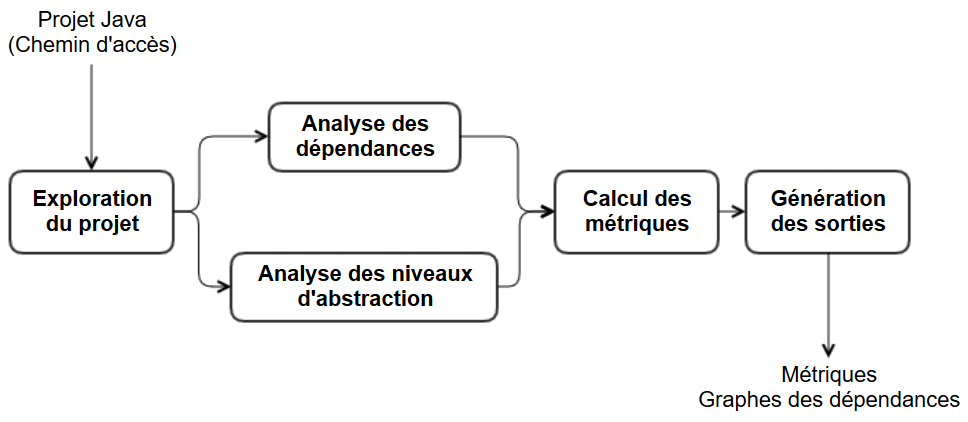 Projet Java
(Chemin d'accès)
Analyse des
dépendances
Exploration
du projet
Calcul des
métriques
Génération
des sorties
Analyse des niveaux
d'abstraction
Métriques
Graphes des dépendances